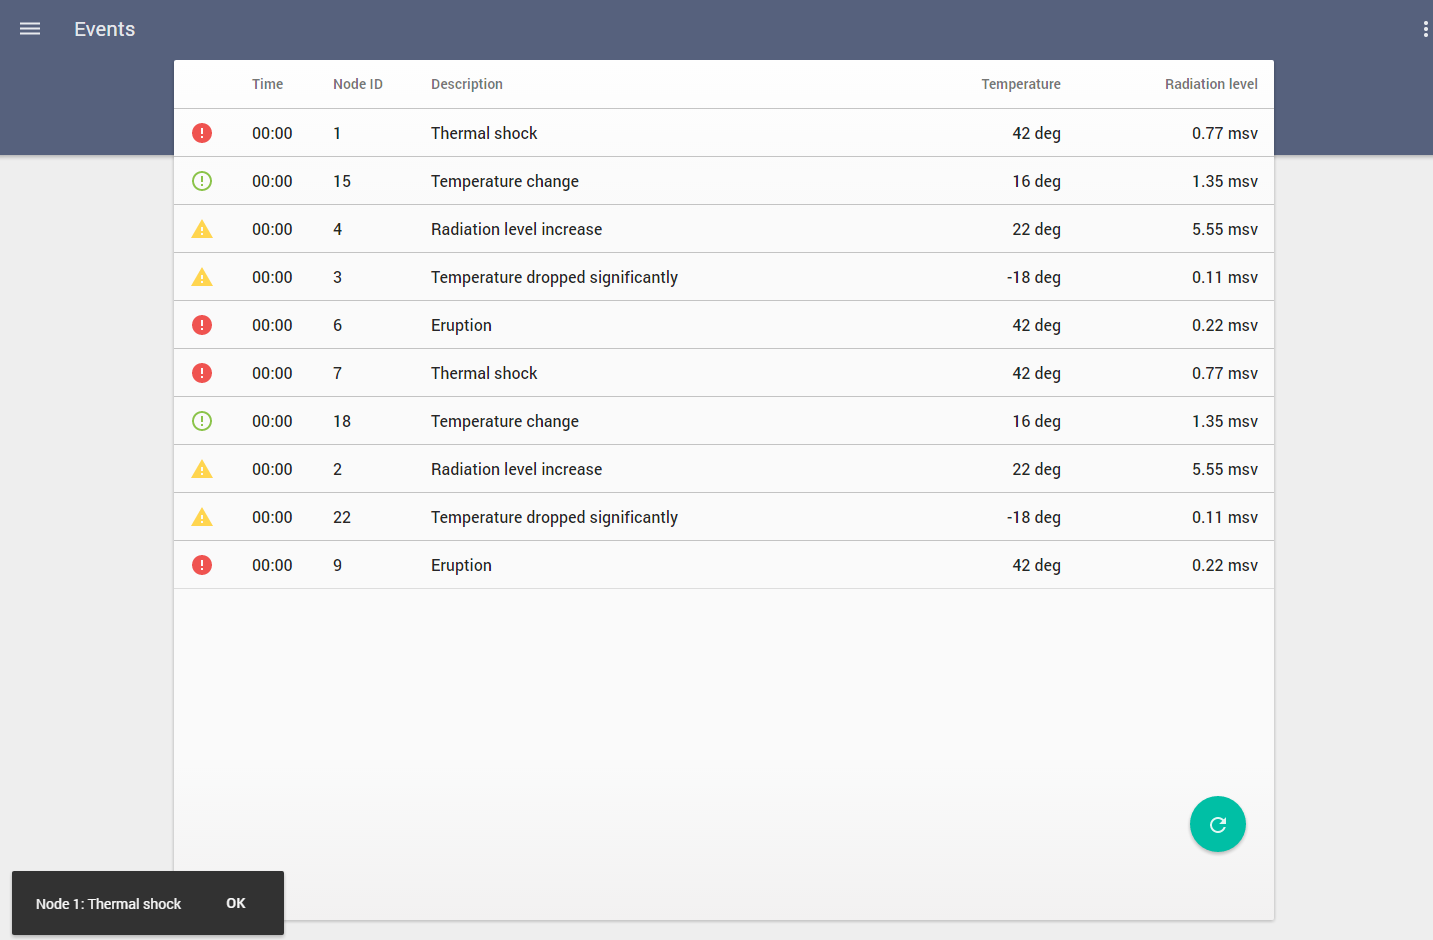 Events
Time Node ID Description Temperature Radiation level
00:00 1 Thermal shock 42 deg 0.77 msv
00:00 15 Temperature change 16 deg 1.35 msv
00:00 4 Radiation level increase 22 deg 5.55 msv
00:00 3 Temperature dropped significantly -18 deg 0.11 msv
00:00 6 Eruption 42 deg 0.22 msv
00:00 7 Thermal shock 42 deg 0.77 msv
00:00 18 Temperature change 16 deg 1.35 msv
00:00 2 Radiation level increase 22 deg 5.55 msv
00:00 22 Temperature dropped significantly -18 deg 0.11 msv
00:00 9 Eruption 42 deg 0.22 msv
Node 1: Thermal shock OK